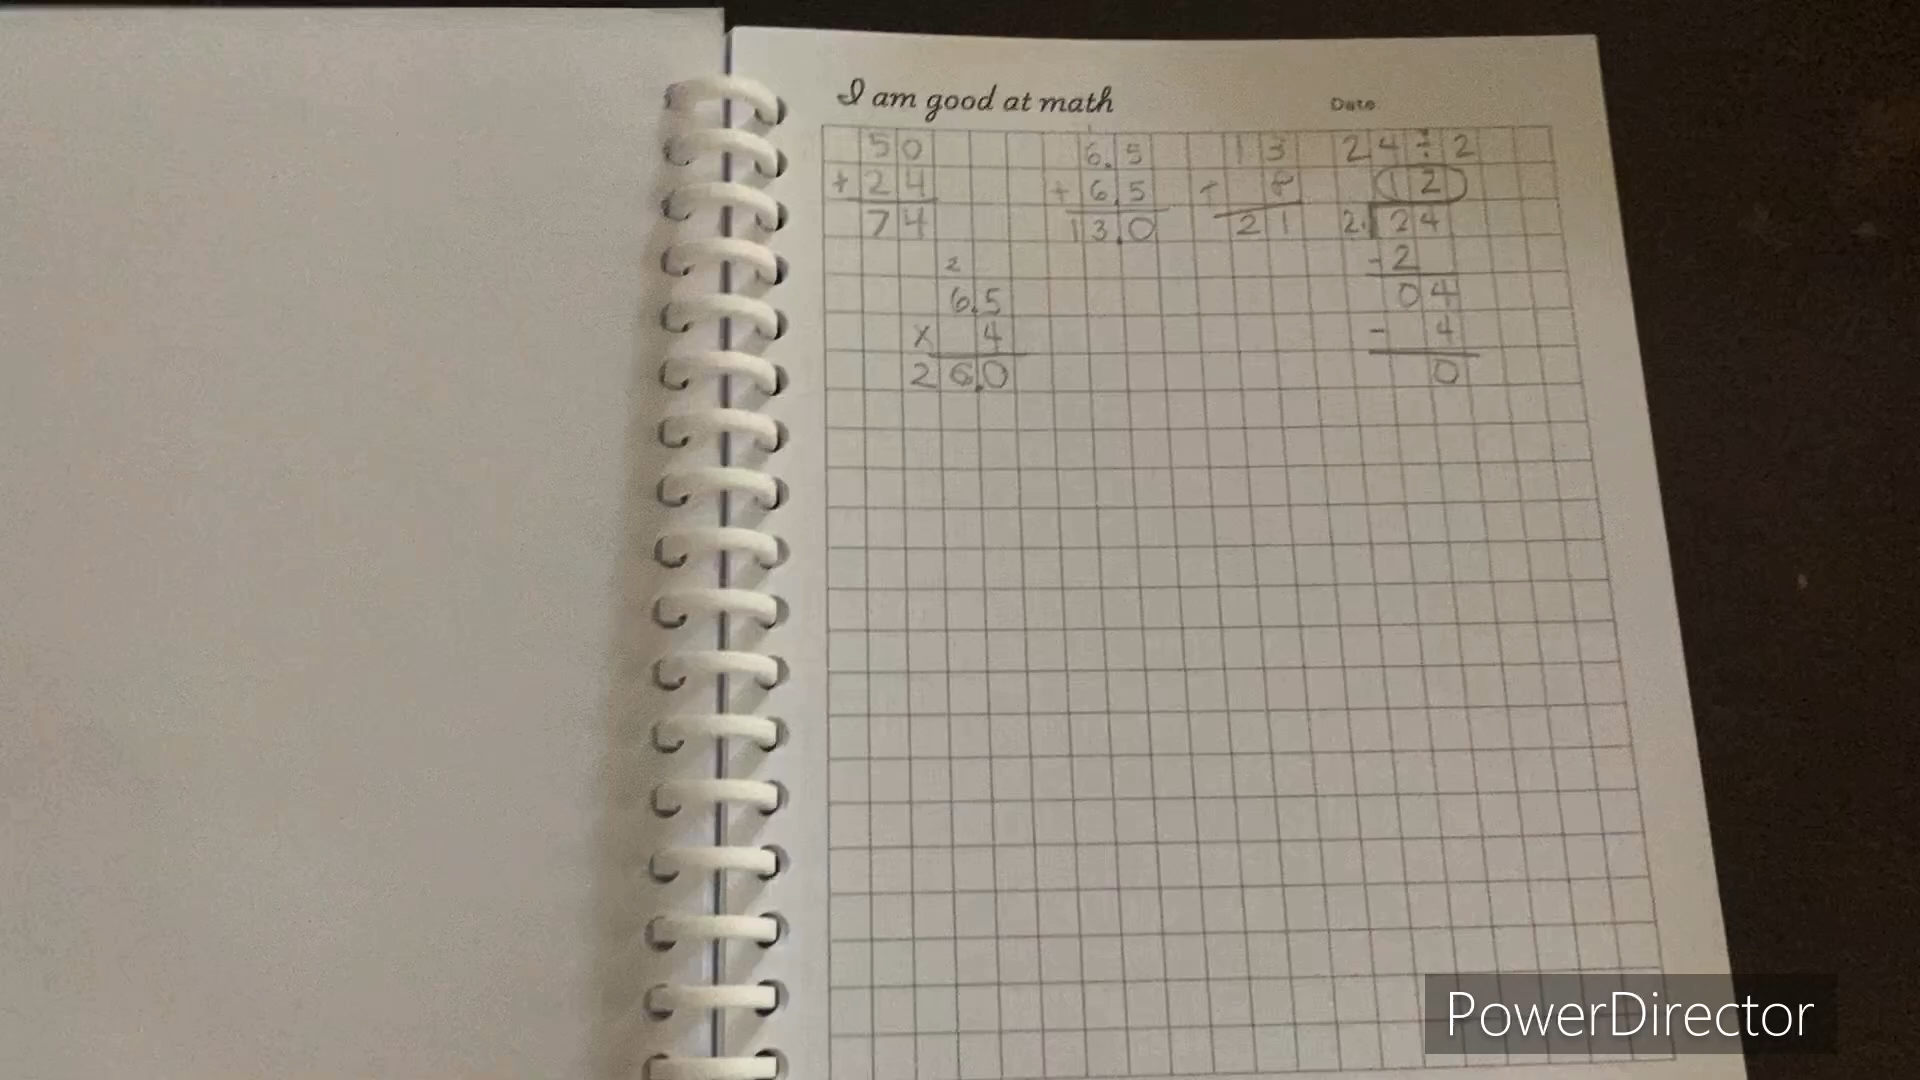 I am good at math
Date
50 6.5 13 24÷2
+24 +6.5 + 8 12
74 13.0 21 2 24
2 -2
6.5 04
x 4 - 4
26.0 0
PowerDirector